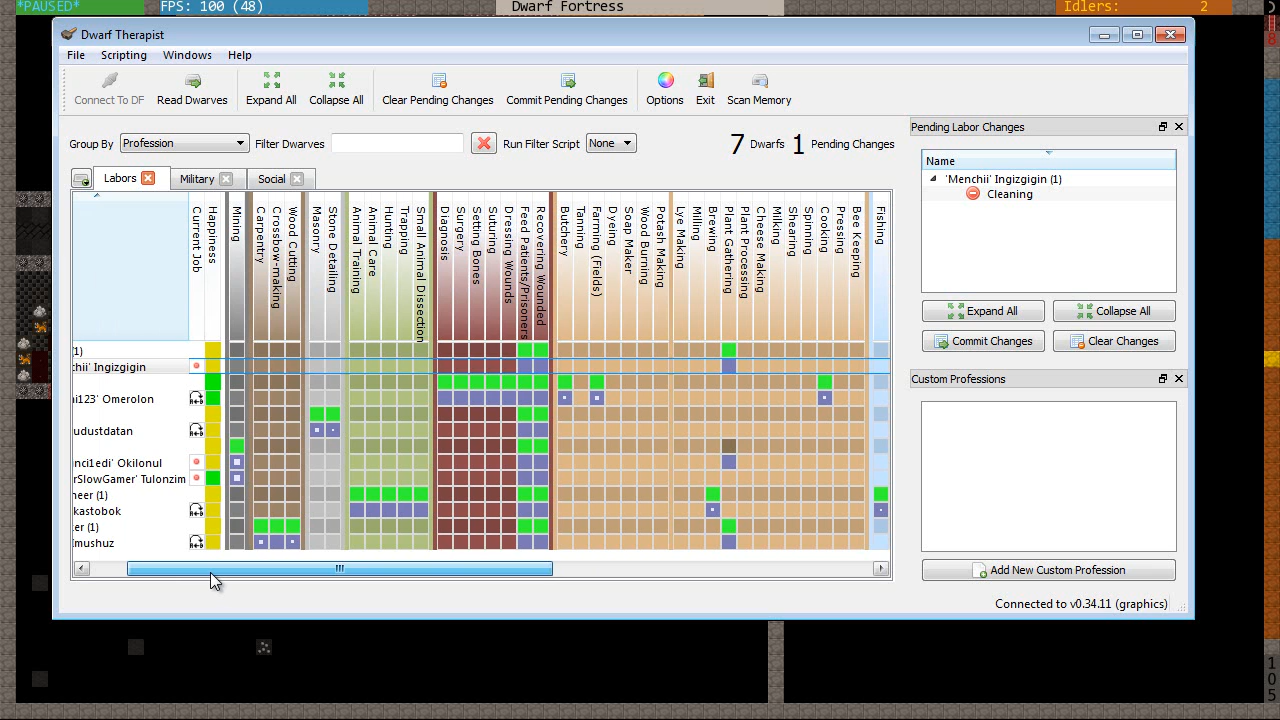 *PAUSED*
FPS: 100 (48)
Dwarf Fortress
Idlers: 2
Dwarf Therapist
File Scripting Windows Help
Connect To DF
Read Dwarves
Expand All
Collapse All
Clear Pending Changes
Commit Pending Changes
Options
Exit
Scan Memory
Group By
Profession
Filter Dwarves
Run Filter Script
None
7 Dwarfs
1 Pending Changes
Labors
Military
Social
Current Job
Happiness
Mining
Carpentry
Crossbow-making
Wood Cutting
Masonry
Stone Detailing
Animal Training
Animal Care
Hunting
Trapping
Small Animal Dissection
Diagnosis
Surgery
Setting Bones
Suturing
Dressing Wounds
Feed Patients/Prisoners
Recovering Wounded
Tanning
Farming (Fields)
Dyeing
Soap Maker
Wood Burning
Potash Making
Lye Making
Milling
Brewing
Plant Gathering
Plant Processing
Cheese Making
Milking
Shearing
Spinning
Cooking
Pressing
Bee Keeping
Fishing
(1)
hii' Ingizgigin
ai123' Omerolon
udustdatan
nci1edi' Okilonul
rSlowGamer' Tulonzim
neer (1)
kastobok
er (1)
mushuz
Pending Labor Changes
Name
'Menchii' Ingizgigin (1)
Cleaning
Expand All
Collapse All
Commit Changes
Clear Changes
Custom Professions
Add New Custom Profession
Connected to v0.34.11 (graphics)
105